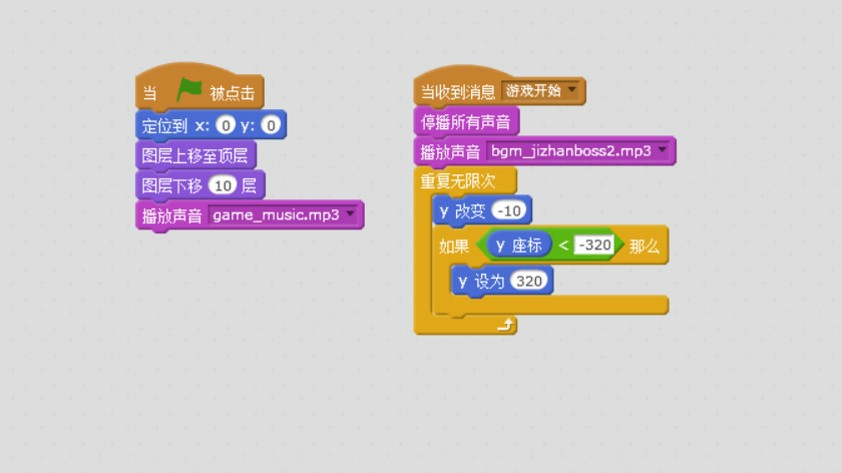 当 被点击
定位到 x: 0 y: 0
图层上移至顶层
图层下移 10 层
播放声音 game_music.mp3
当收到消息 游戏开始
停播所有声音
播放声音 bgm_jizhanboss2.mp3
重复无限次
y 改变 -10
如果 y 座标 < -320 那么
y 设为 320